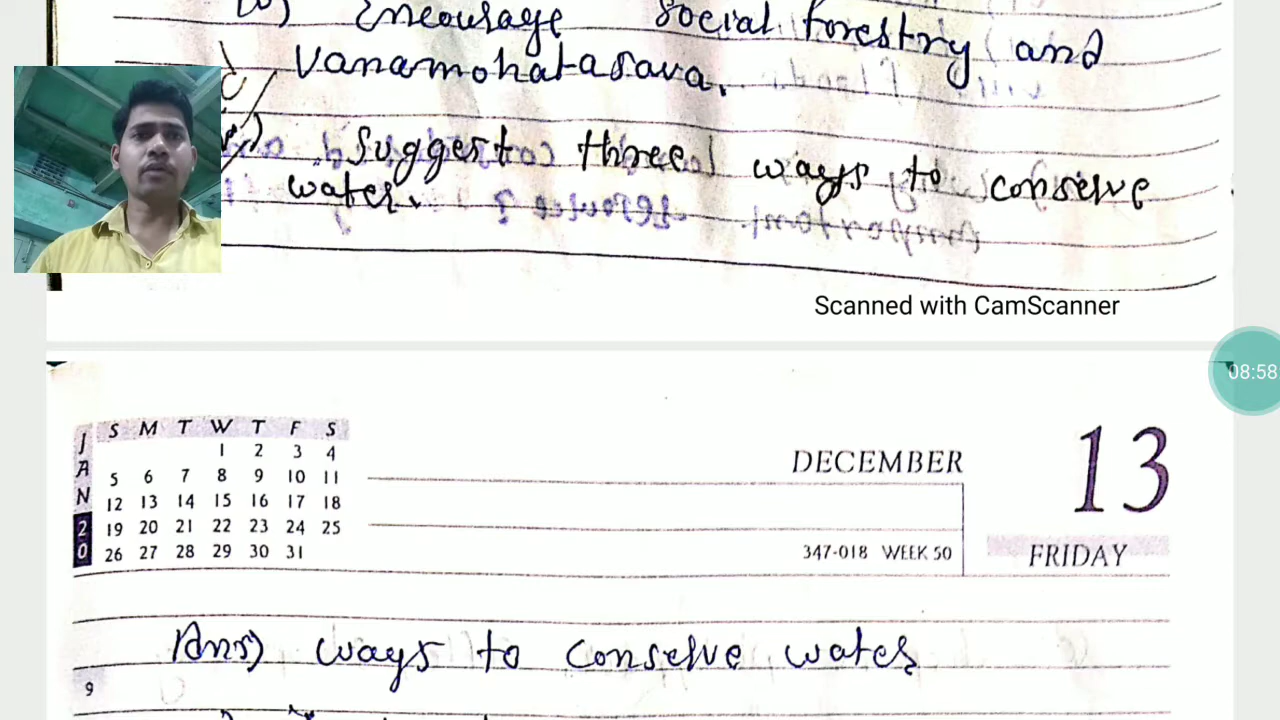 Encourage social forestry and
Vanamohatasava.
Suggest three ways to conserve
water.
Scanned with CamScanner
08:58
JAN 20
S M T W T F S
1 2 3 4
5 6 7 8 9 10 11
12 13 14 15 16 17 18
19 20 21 22 23 24 25
26 27 28 29 30 31
DECEMBER
13
347-018 WEEK 50
FRIDAY
Ans) ways to conserve water
9